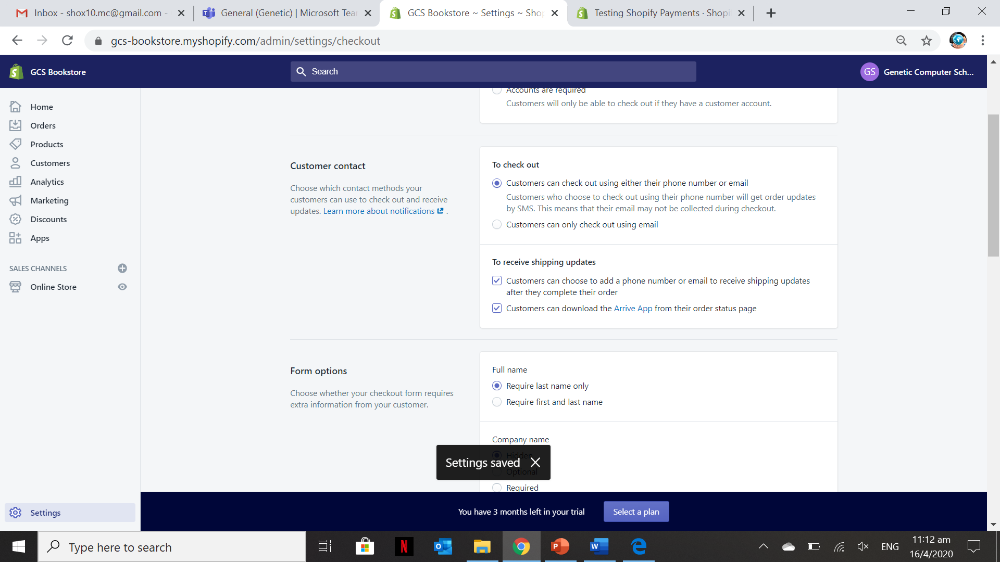 Inbox - shox10.mc@gmail.com -
General (Genetic) | Microsoft Tea
GCS Bookstore ~ Settings ~ Sho
Testing Shopify Payments · Shopi
gcs-bookstore.myshopify.com/admin/settings/checkout
GCS Bookstore
Search
GS Genetic Computer Sch...
Home
Orders
Products
Customers
Analytics
Marketing
Discounts
Apps
SALES CHANNELS
Online Store
Settings
Accounts are required
Customers will only be able to check out if they have a customer account.
Customer contact
Choose which contact methods your
customers can use to check out and receive
updates. Learn more about notifications .
To check out
Customers can check out using either their phone number or email
Customers who choose to check out using their phone number will get order updates
by SMS. This means that their email may not be collected during checkout.
Customers can only check out using email
To receive shipping updates
Customers can choose to add a phone number or email to receive shipping updates
after they complete their order
Customers can download the Arrive App from their order status page
Form options
Choose whether your checkout form requires
extra information from your customer.
Full name
Require last name only
Require first and last name
Company name
Hidden
Optional
Required
Settings saved
You have 3 months left in your trial
Select a plan
Type here to search
ENG
11:12 am
16/4/2020